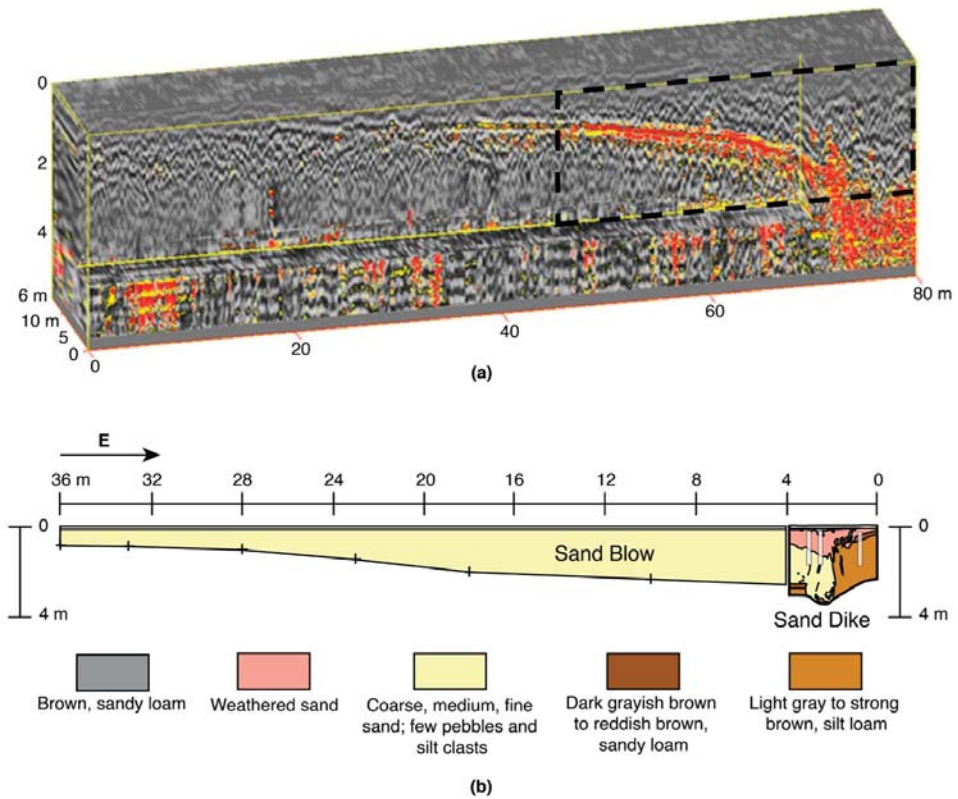 0
2
4
6 m
10 m
5
0
0
20
40
60
80 m
(a)
E
36 m 32 28 24 20 16 12 8 4 0
0 0
Sand Blow
4 m 4 m
Sand Dike
Brown, sandy loam
Weathered sand
Coarse, medium, fine
sand; few pebbles and
silt clasts
Dark grayish brown
to reddish brown,
sandy loam
Light gray to strong
brown, silt loam
(b)